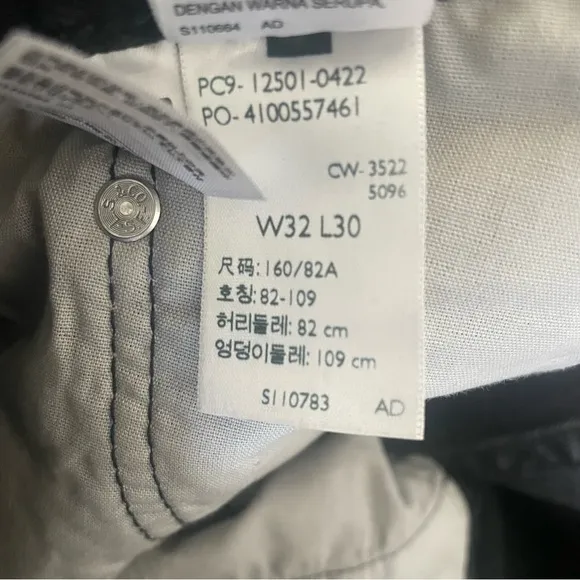 DENGAN WARNA SERUPA.
S110664 AD
PC9-12501-0422
PO-4100557461
CW-3522
5096
W32 L30
尺码:160/82A
호칭:82-109
허리둘레: 82 cm
엉덩이둘레: 109 cm
S110783 AD